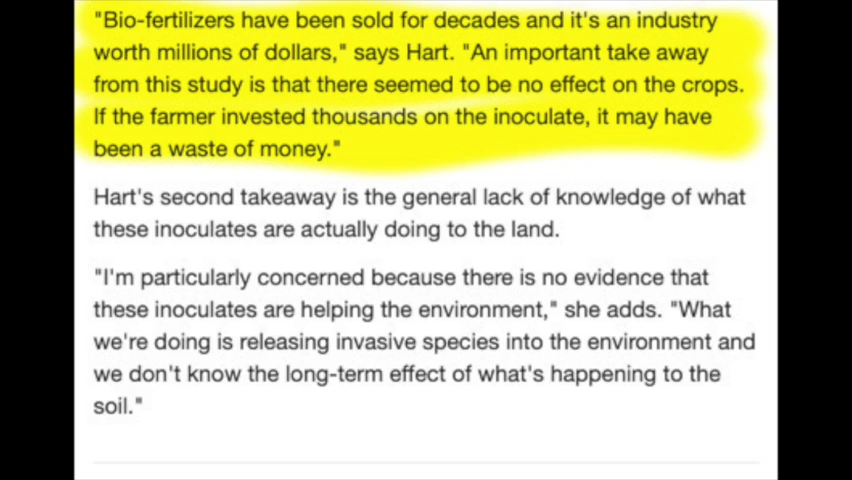 "Bio-fertilizers have been sold for decades and it's an industry
worth millions of dollars," says Hart. "An important take away
from this study is that there seemed to be no effect on the crops.
If the farmer invested thousands on the inoculate, it may have
been a waste of money."
Hart's second takeaway is the general lack of knowledge of what
these inoculates are actually doing to the land.
"I'm particularly concerned because there is no evidence that
these inoculates are helping the environment," she adds. "What
we're doing is releasing invasive species into the environment and
we don't know the long-term effect of what's happening to the
soil."